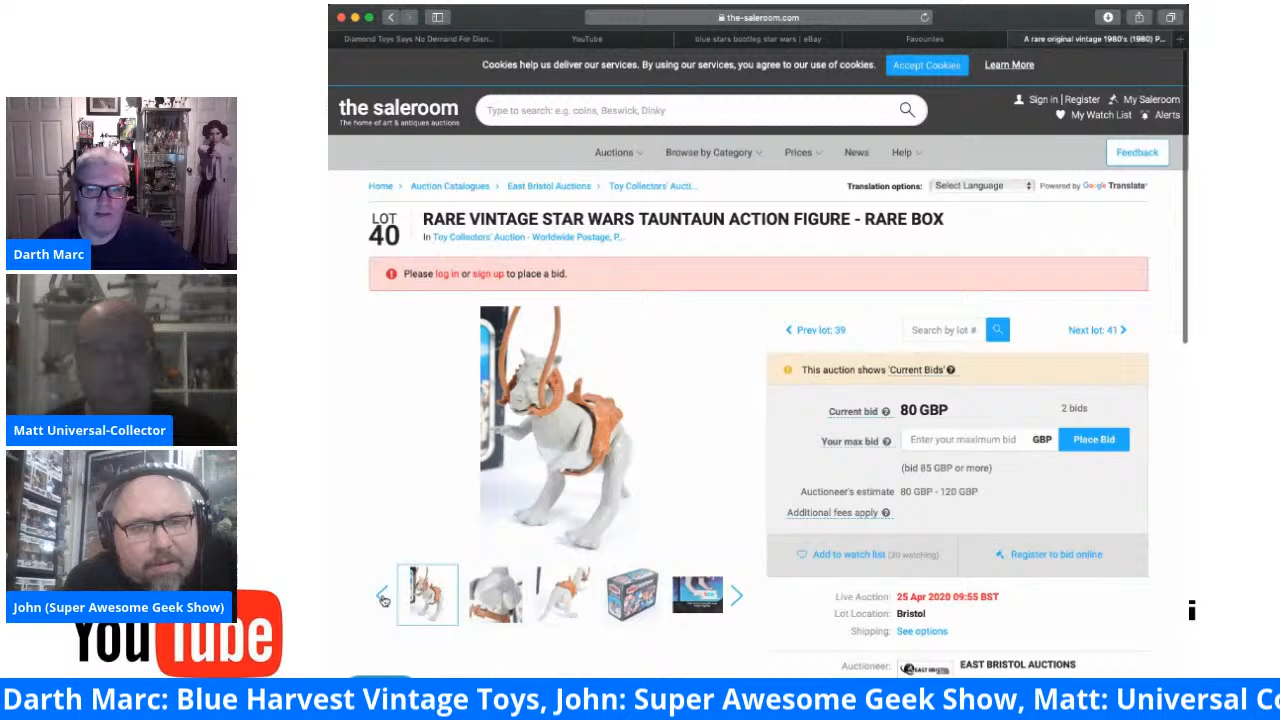 the-saleroom.com
Diamond Toys Says No Demand For Disn...
YouTube
blue stars bootleg star wars | eBay
Favourites
A rare original vintage 1980's (1980) P...
Cookies help us deliver our services. By using our services, you agree to our use of cookies.
Accept Cookies
Learn More
the saleroom
The home of art & antiques auctions
Type to search: e.g. coins, Beswick, Dinky
Sign in | Register
My Saleroom
My Watch List
Alerts
Auctions
Browse by Category
Prices
News
Help
Feedback
Home > Auction Catalogues > East Bristol Auctions > Toy Collectors' Aucti...
Translation options:
Select Language
Powered by Google Translate
LOT
40
RARE VINTAGE STAR WARS TAUNTAUN ACTION FIGURE - RARE BOX
In Toy Collectors' Auction - Worldwide Postage, P...
Please log in or sign up to place a bid.
Prev lot: 39
Search by lot #
Next lot: 41
This auction shows 'Current Bids'
Current bid
80 GBP
2 bids
Your max bid
Enter your maximum bid
GBP
Place Bid
(bid 85 GBP or more)
Auctioneer's estimate 80 GBP - 120 GBP
Additional fees apply
Add to watch list (20 watching)
Register to bid online
Live Auction: 25 Apr 2020 09:55 BST
Lot Location: Bristol
Shipping: See options
Auctioneer:
EAST BRISTOL AUCTIONS
Darth Marc
Matt Universal-Collector
John (Super Awesome Geek Show)
YouTube
Darth Marc: Blue Harvest Vintage Toys, John: Super Awesome Geek Show, Matt: Universal Co